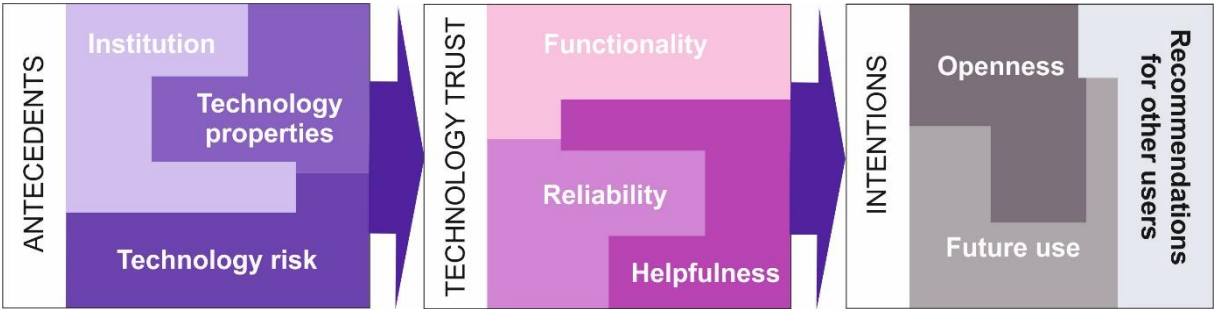 ANTECEDENTS
Institution
Technology
properties
Technology risk
TECHNOLOGY TRUST
Functionality
Reliability
Helpfulness
INTENTIONS
Openness
Future use
Recommendations
for other users